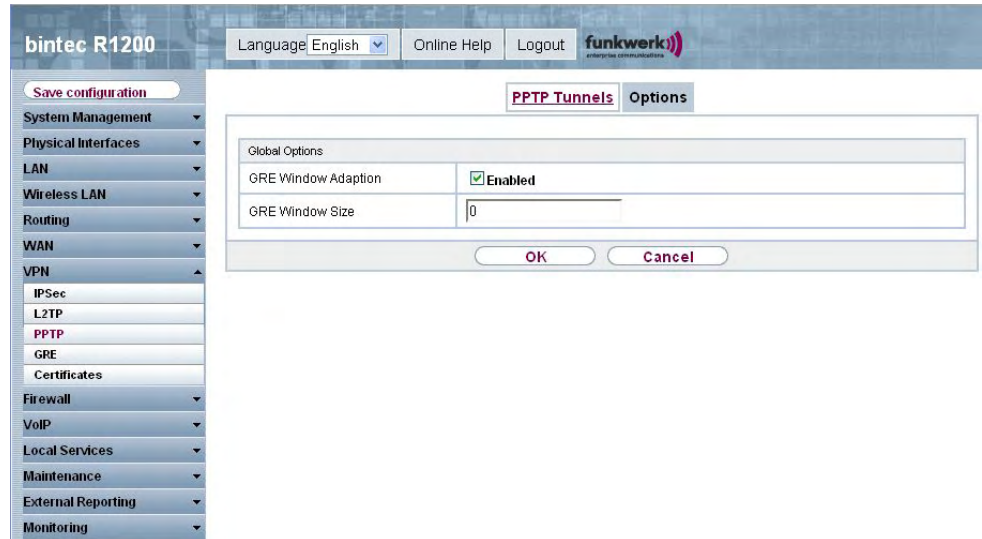 bintec R1200
Language English
Online Help
Logout
funkwerk
enterprise communications
Save configuration
System Management
Physical Interfaces
LAN
Wireless LAN
Routing
WAN
VPN
IPSec
L2TP
PPTP
GRE
Certificates
Firewall
VoIP
Local Services
Maintenance
External Reporting
Monitoring
PPTP Tunnels
Options
Global Options
GRE Window Adaption
Enabled
GRE Window Size
0
OK
Cancel